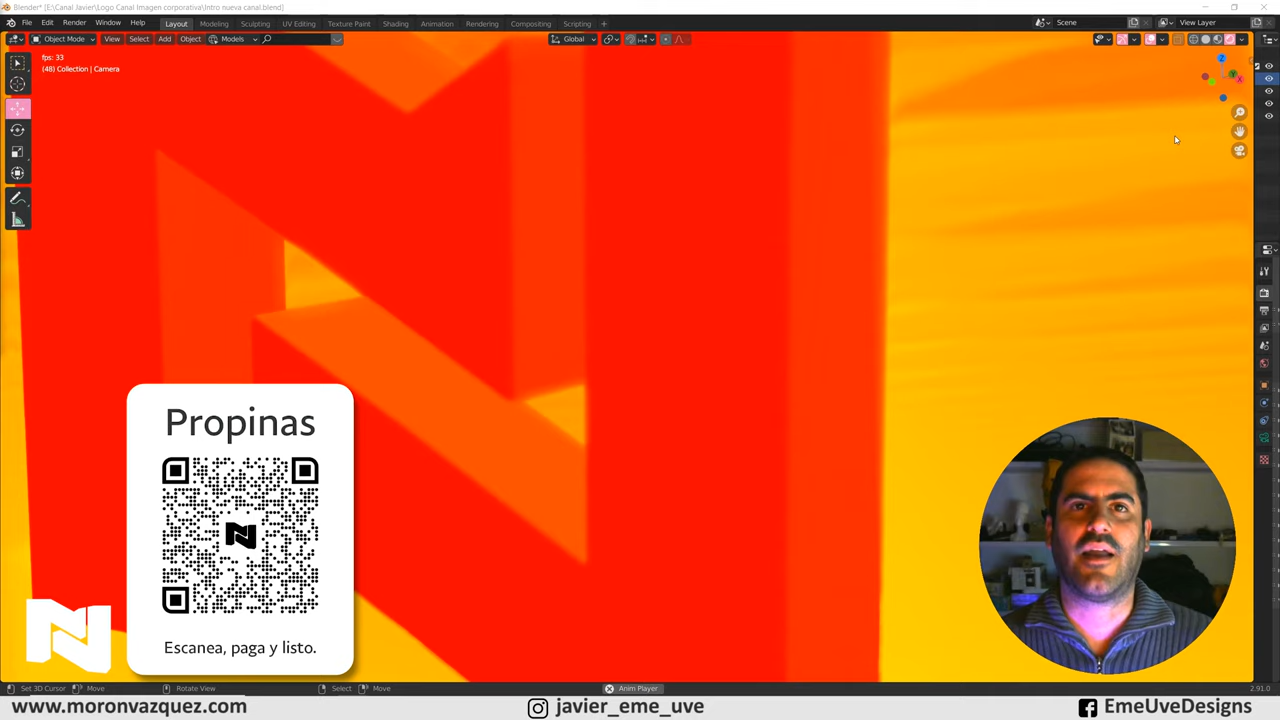 Blender* [E:\Canal Javier\Logo Canal Imagen corporativa\Intro nueva canal.blend]
File Edit Render Window Help Layout Modeling Sculpting UV Editing Texture Paint Shading Animation Rendering Compositing Scripting + Scene View Layer
Object Mode View Select Add Object Models Global
fps: 33
(48) Collection | Camera
Propinas
Escanea, paga y listo.
Set 3D Cursor Move Rotate View Select Move Anim Player 2.91.0
www.moronvazquez.com javier_eme_uve EmeUveDesigns